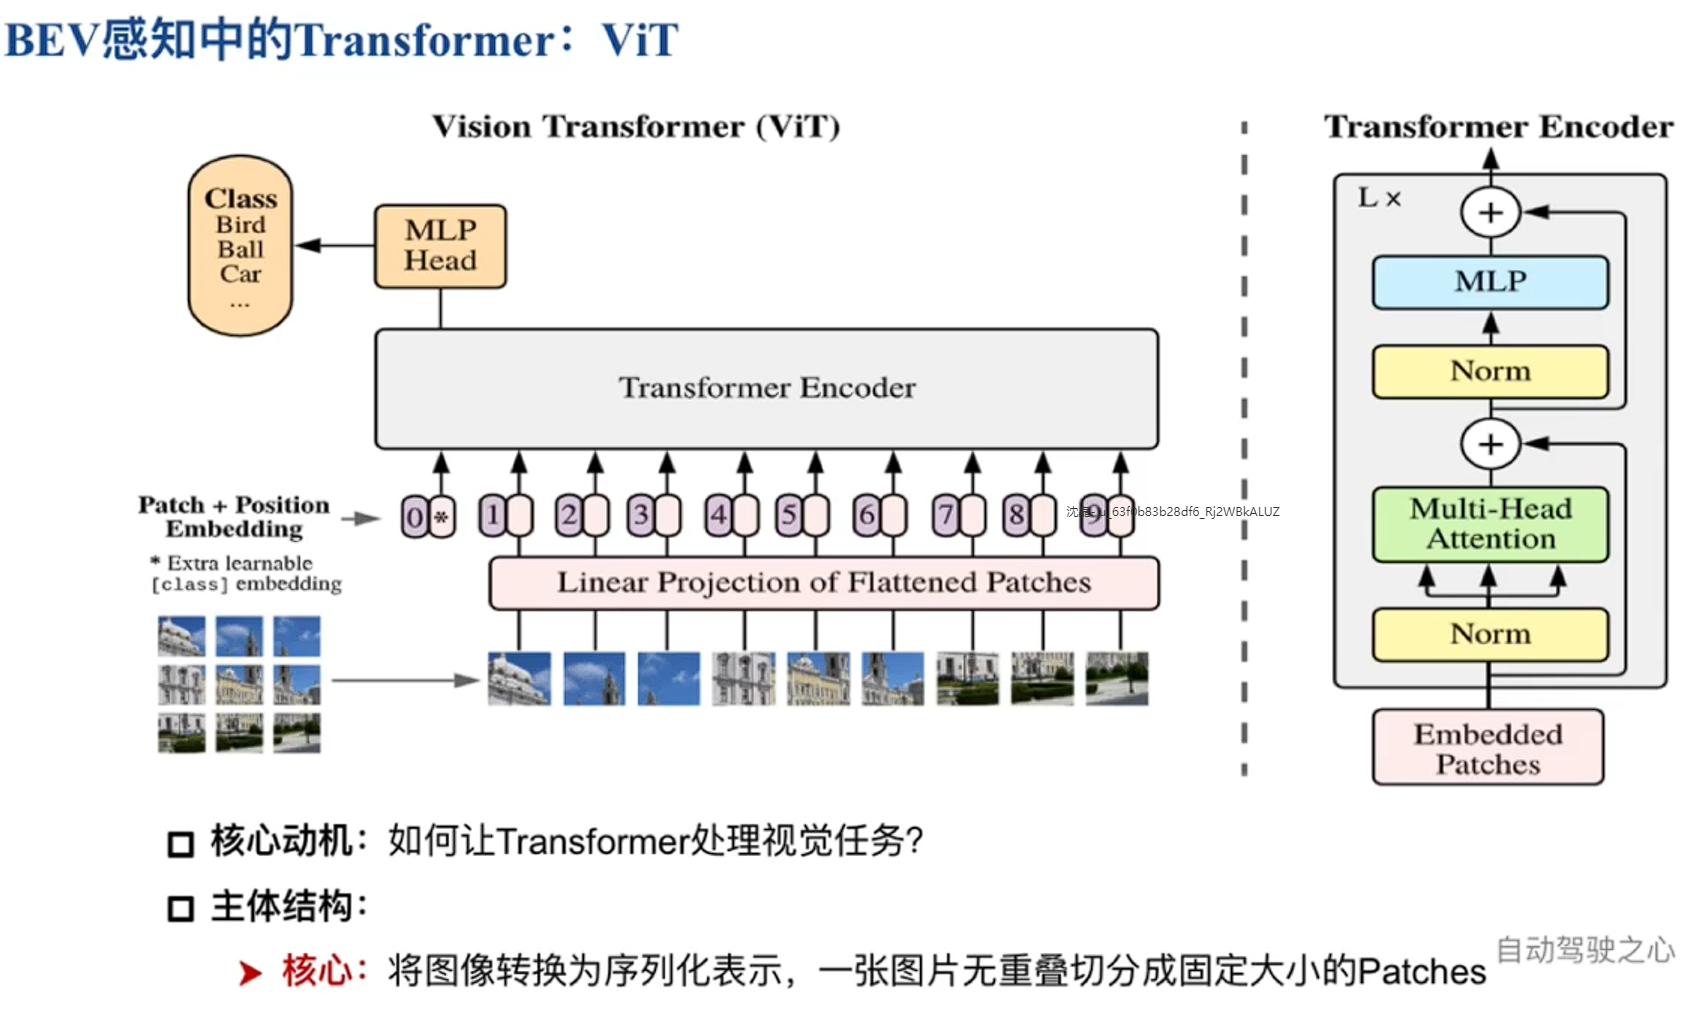 BEV感知中的Transformer：ViT
Vision Transformer (ViT)
Class
Bird
Ball
Car
...
MLP
Head
Transformer Encoder
Patch + Position
Embedding
0 * 1 2 3 4 5 6 7 8 9
* Extra learnable
[class] embedding
Linear Projection of Flattened Patches
Transformer Encoder
L ×
+
MLP
Norm
+
Multi-Head
Attention
Norm
Embedded
Patches
核心动机：如何让Transformer处理视觉任务？
主体结构：
核心：将图像转换为序列化表示，一张图片无重叠切分成固定大小的Patches
自动驾驶之心